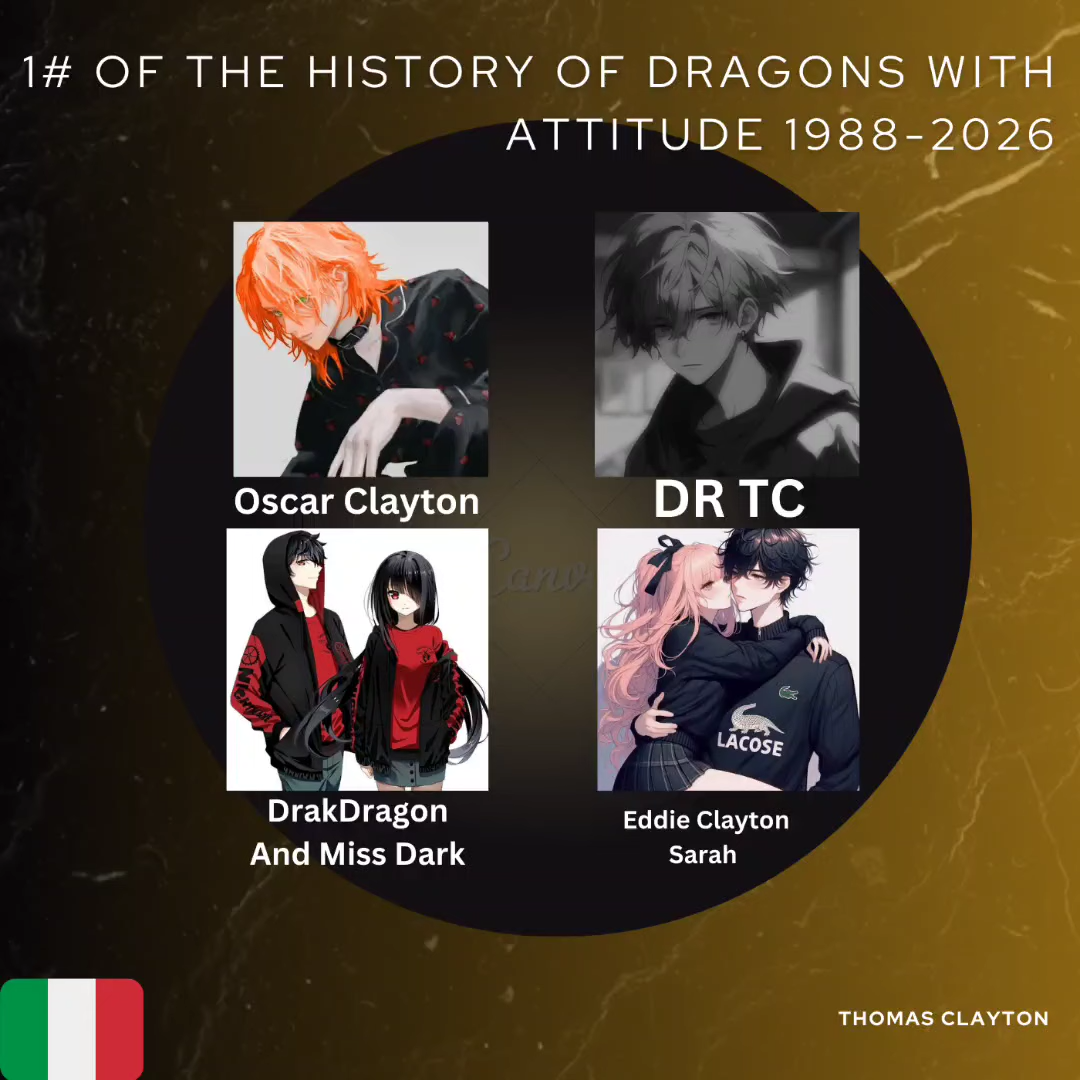 1# OF THE HISTORY OF DRAGONS WITH
ATTITUDE 1988-2026
Oscar Clayton
DR TC
DrakDragon
And Miss Dark
LACOSE
Eddie Clayton
Sarah
THOMAS CLAYTON